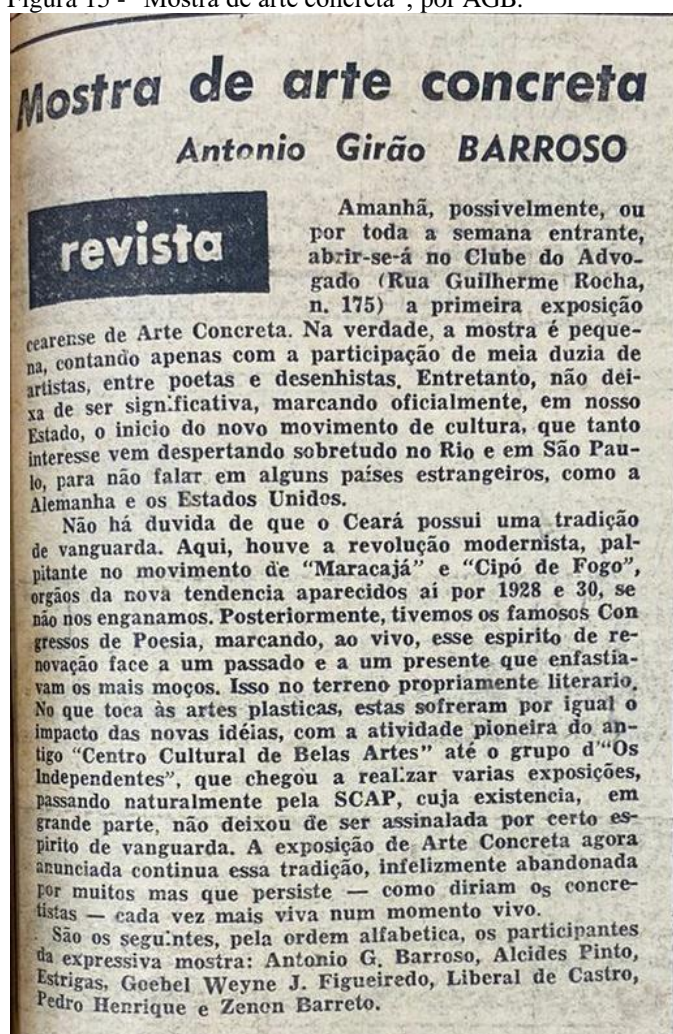 Figura 15 - "Mostra de arte concreta", por AGB.
Mostra de arte concreta
Antonio Girão BARROSO
revista
Amanhã, possivelmente, ou
por toda a semana entrante,
abrir-se-á no Clube do Advo-
gado (Rua Guilherme Rocha,
n. 175) a primeira exposição
cearense de Arte Concreta. Na verdade, a mostra é peque-
na, contando apenas com a participação de meia duzia de
artistas, entre poetas e desenhistas. Entretanto, não dei-
xa de ser significativa, marcando oficialmente, em nosso
Estado, o inicio do novo movimento de cultura, que tanto
interesse vem despertando sobretudo no Rio e em São Pau-
lo, para não falar em alguns países estrangeiros, como a
Alemanha e os Estados Unidos.
Não há duvida de que o Ceará possui uma tradição
de vanguarda. Aqui, houve a revolução modernista, pal-
pitante no movimento de "Maracajá" e "Cipó de Fogo",
orgãos da nova tendencia aparecidos aí por 1928 e 30, se
não nos enganamos. Posteriormente, tivemos os famosos Con
gressos de Poesia, marcando, ao vivo, esse espirito de re-
novação face a um passado e a um presente que enfastia-
vam os mais moços. Isso no terreno propriamente literario.
No que toca às artes plasticas, estas sofreram por igual o
impacto das novas idéias, com a atividade pioneira do an-
tigo "Centro Cultural de Belas Artes" até o grupo d'"Os
Independentes", que chegou a realizar varias exposições,
passando naturalmente pela SCAP, cuja existencia, em
grande parte, não deixou de ser assinalada por certo es-
pirito de vanguarda. A exposição de Arte Concreta agora
anunciada continua essa tradição, infelizmente abandonada
por muitos mas que persiste — como diriam os concre-
tistas — cada vez mais viva num momento vivo.
São os seguintes, pela ordem alfabetica, os participantes
da expressiva mostra: Antonio G. Barroso, Alcides Pinto,
Estrigas, Goebel Weyne J. Figueiredo, Liberal de Castro,
Pedro Henrique e Zenon Barreto.